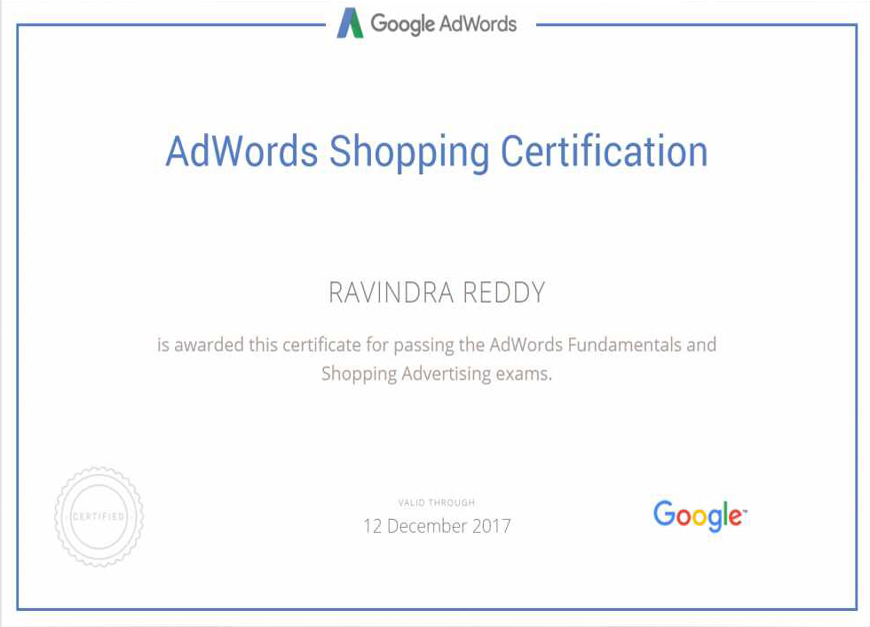 Google AdWords
AdWords Shopping Certification
RAVINDRA REDDY
is awarded this certificate for passing the AdWords Fundamentals and
Shopping Advertising exams.
CERTIFIED
VALID THROUGH
12 December 2017
Google™